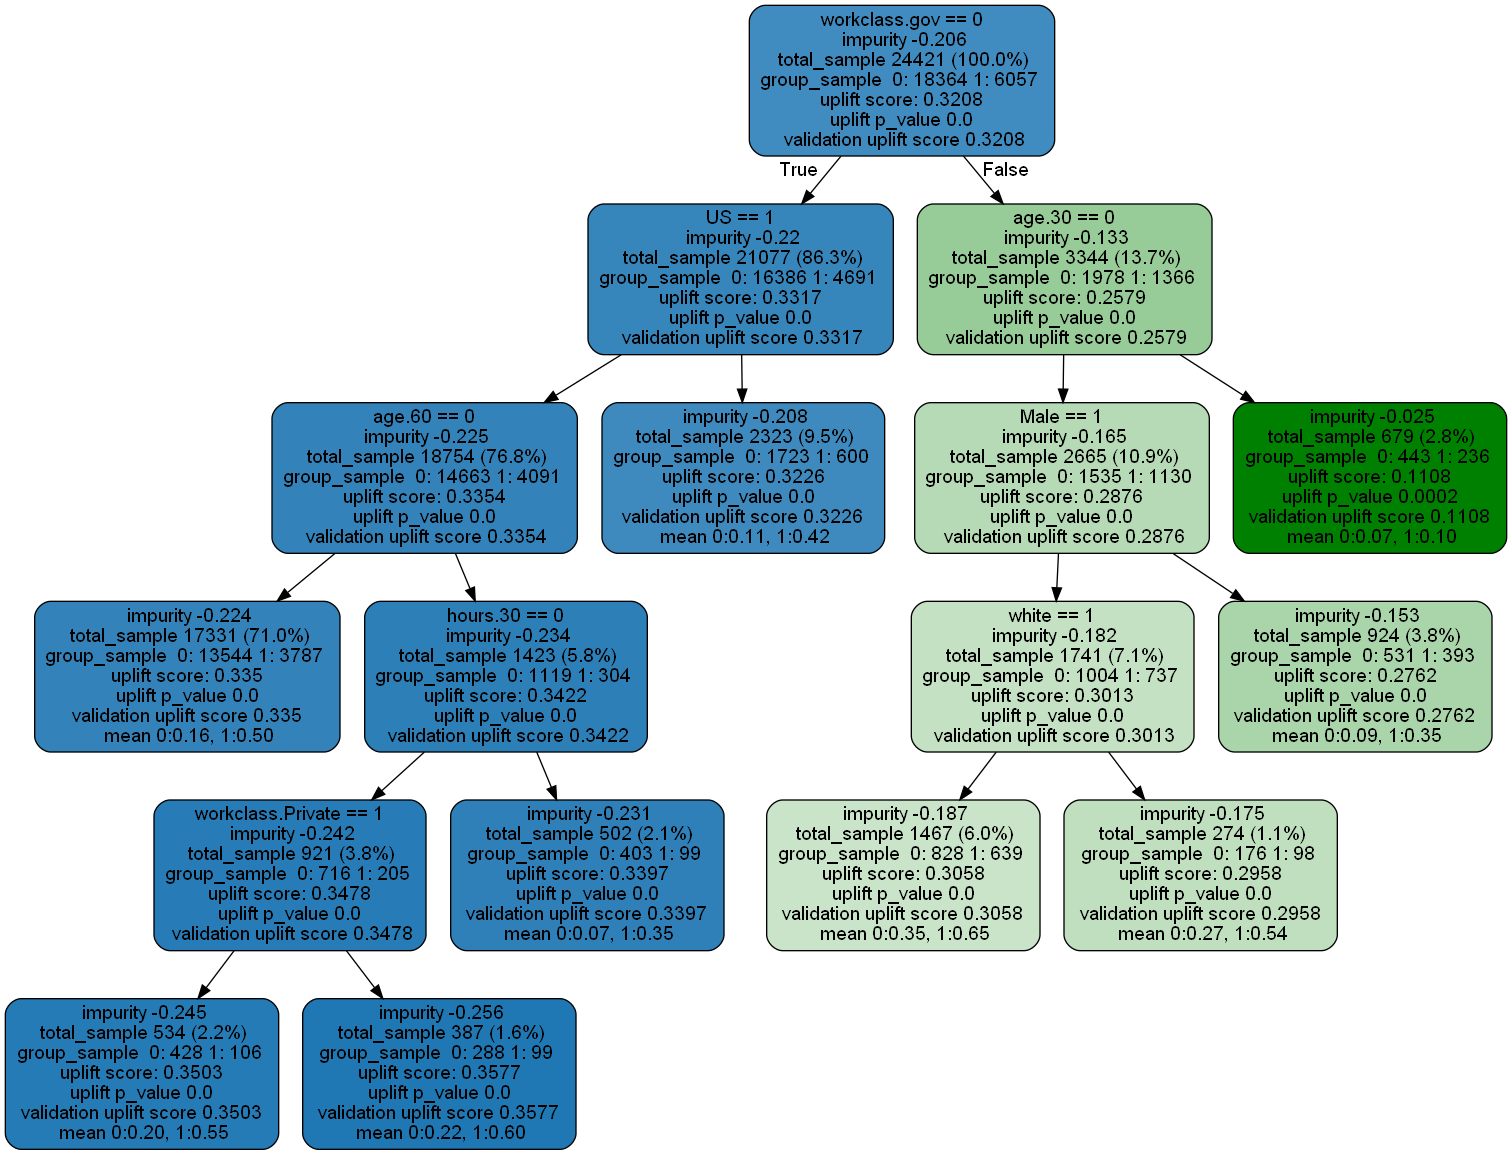 workclass.gov == 0
impurity -0.206
total_sample 24421 (100.0%)
group_sample 0: 18364 1: 6057
uplift score: 0.3208
uplift p_value 0.0
validation uplift score 0.3208
True
False
US == 1
impurity -0.22
total_sample 21077 (86.3%)
group_sample 0: 16386 1: 4691
uplift score: 0.3317
uplift p_value 0.0
validation uplift score 0.3317
age.30 == 0
impurity -0.133
total_sample 3344 (13.7%)
group_sample 0: 1978 1: 1366
uplift score: 0.2579
uplift p_value 0.0
validation uplift score 0.2579
age.60 == 0
impurity -0.225
total_sample 18754 (76.8%)
group_sample 0: 14663 1: 4091
uplift score: 0.3354
uplift p_value 0.0
validation uplift score 0.3354
impurity -0.208
total_sample 2323 (9.5%)
group_sample 0: 1723 1: 600
uplift score: 0.3226
uplift p_value 0.0
validation uplift score 0.3226
mean 0:0.11, 1:0.42
Male == 1
impurity -0.165
total_sample 2665 (10.9%)
group_sample 0: 1535 1: 1130
uplift score: 0.2876
uplift p_value 0.0
validation uplift score 0.2876
impurity -0.025
total_sample 679 (2.8%)
group_sample 0: 443 1: 236
uplift score: 0.1108
uplift p_value 0.0002
validation uplift score 0.1108
mean 0:0.07, 1:0.10
impurity -0.224
total_sample 17331 (71.0%)
group_sample 0: 13544 1: 3787
uplift score: 0.335
uplift p_value 0.0
validation uplift score 0.335
mean 0:0.16, 1:0.50
hours.30 == 0
impurity -0.234
total_sample 1423 (5.8%)
group_sample 0: 1119 1: 304
uplift score: 0.3422
uplift p_value 0.0
validation uplift score 0.3422
white == 1
impurity -0.182
total_sample 1741 (7.1%)
group_sample 0: 1004 1: 737
uplift score: 0.3013
uplift p_value 0.0
validation uplift score 0.3013
impurity -0.153
total_sample 924 (3.8%)
group_sample 0: 531 1: 393
uplift score: 0.2762
uplift p_value 0.0
validation uplift score 0.2762
mean 0:0.09, 1:0.35
workclass.Private == 1
impurity -0.242
total_sample 921 (3.8%)
group_sample 0: 716 1: 205
uplift score: 0.3478
uplift p_value 0.0
validation uplift score 0.3478
impurity -0.231
total_sample 502 (2.1%)
group_sample 0: 403 1: 99
uplift score: 0.3397
uplift p_value 0.0
validation uplift score 0.3397
mean 0:0.07, 1:0.35
impurity -0.187
total_sample 1467 (6.0%)
group_sample 0: 828 1: 639
uplift score: 0.3058
uplift p_value 0.0
validation uplift score 0.3058
mean 0:0.35, 1:0.65
impurity -0.175
total_sample 274 (1.1%)
group_sample 0: 176 1: 98
uplift score: 0.2958
uplift p_value 0.0
validation uplift score 0.2958
mean 0:0.27, 1:0.54
impurity -0.245
total_sample 534 (2.2%)
group_sample 0: 428 1: 106
uplift score: 0.3503
uplift p_value 0.0
validation uplift score 0.3503
mean 0:0.20, 1:0.55
impurity -0.256
total_sample 387 (1.6%)
group_sample 0: 288 1: 99
uplift score: 0.3577
uplift p_value 0.0
validation uplift score 0.3577
mean 0:0.22, 1:0.60